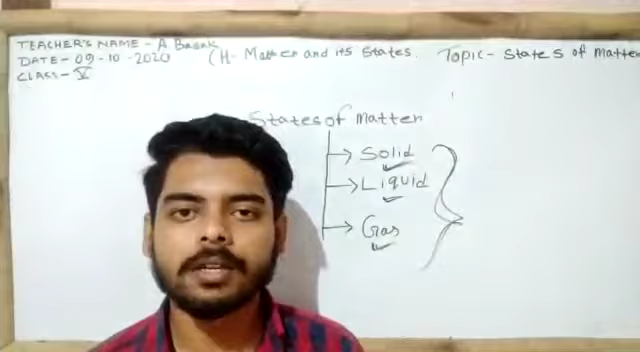 TEACHER'S NAME - A. Basak
DATE - 09-10-2020 CH- Matter and its states. Topic - States of matter
CLASS - V
States of matter
Solid
Liquid
Gas